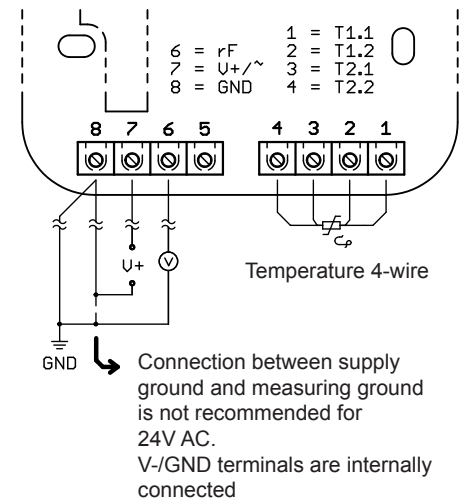 1 = T1.1
6 = rF 2 = T1.2
7 = V+/~ 3 = T2.1
8 = GND 4 = T2.2
8 7 6 5 4 3 2 1
V+ V
Temperature 4-wire
GND
Connection between supply
ground and measuring ground
is not recommended for
24V AC.
V-/GND terminals are internally
connected